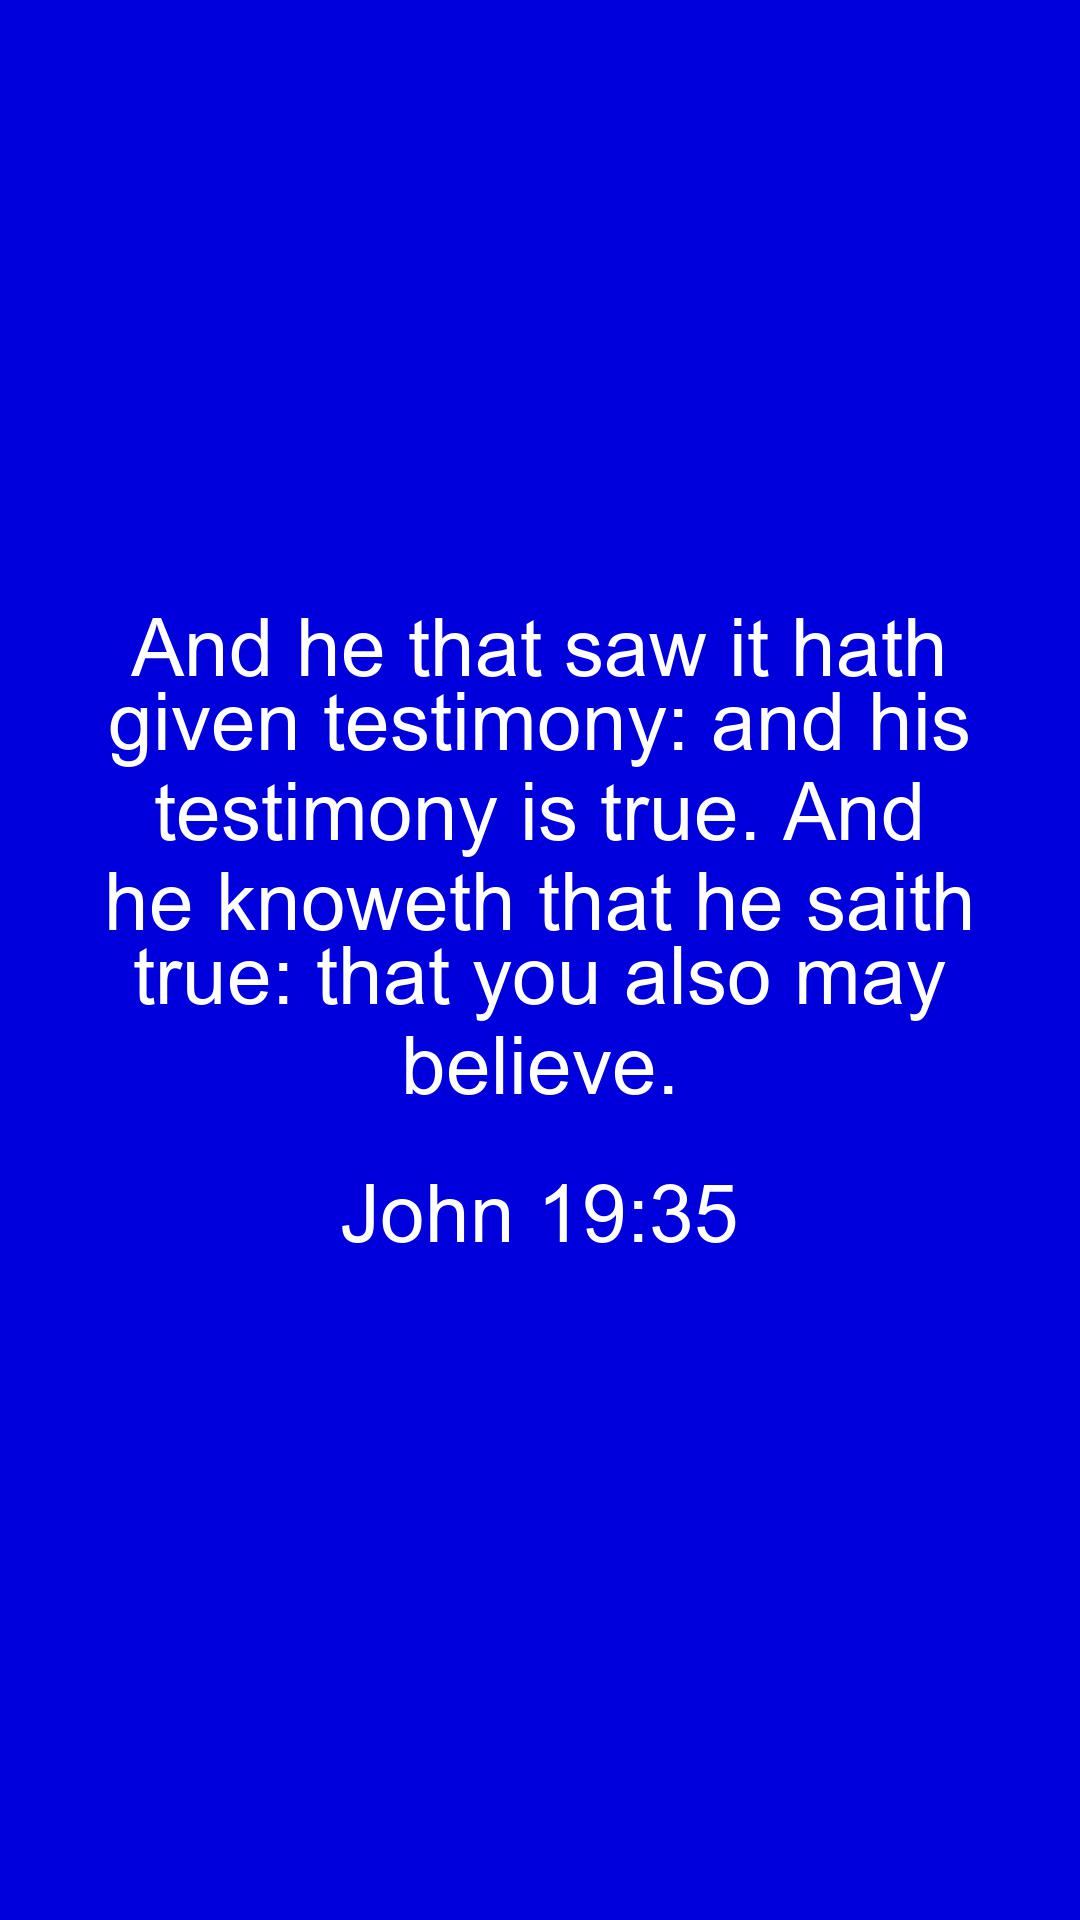 And he that saw it hath
given testimony: and his
testimony is true. And
he knoweth that he saith
true: that you also may
believe.
John 19:35